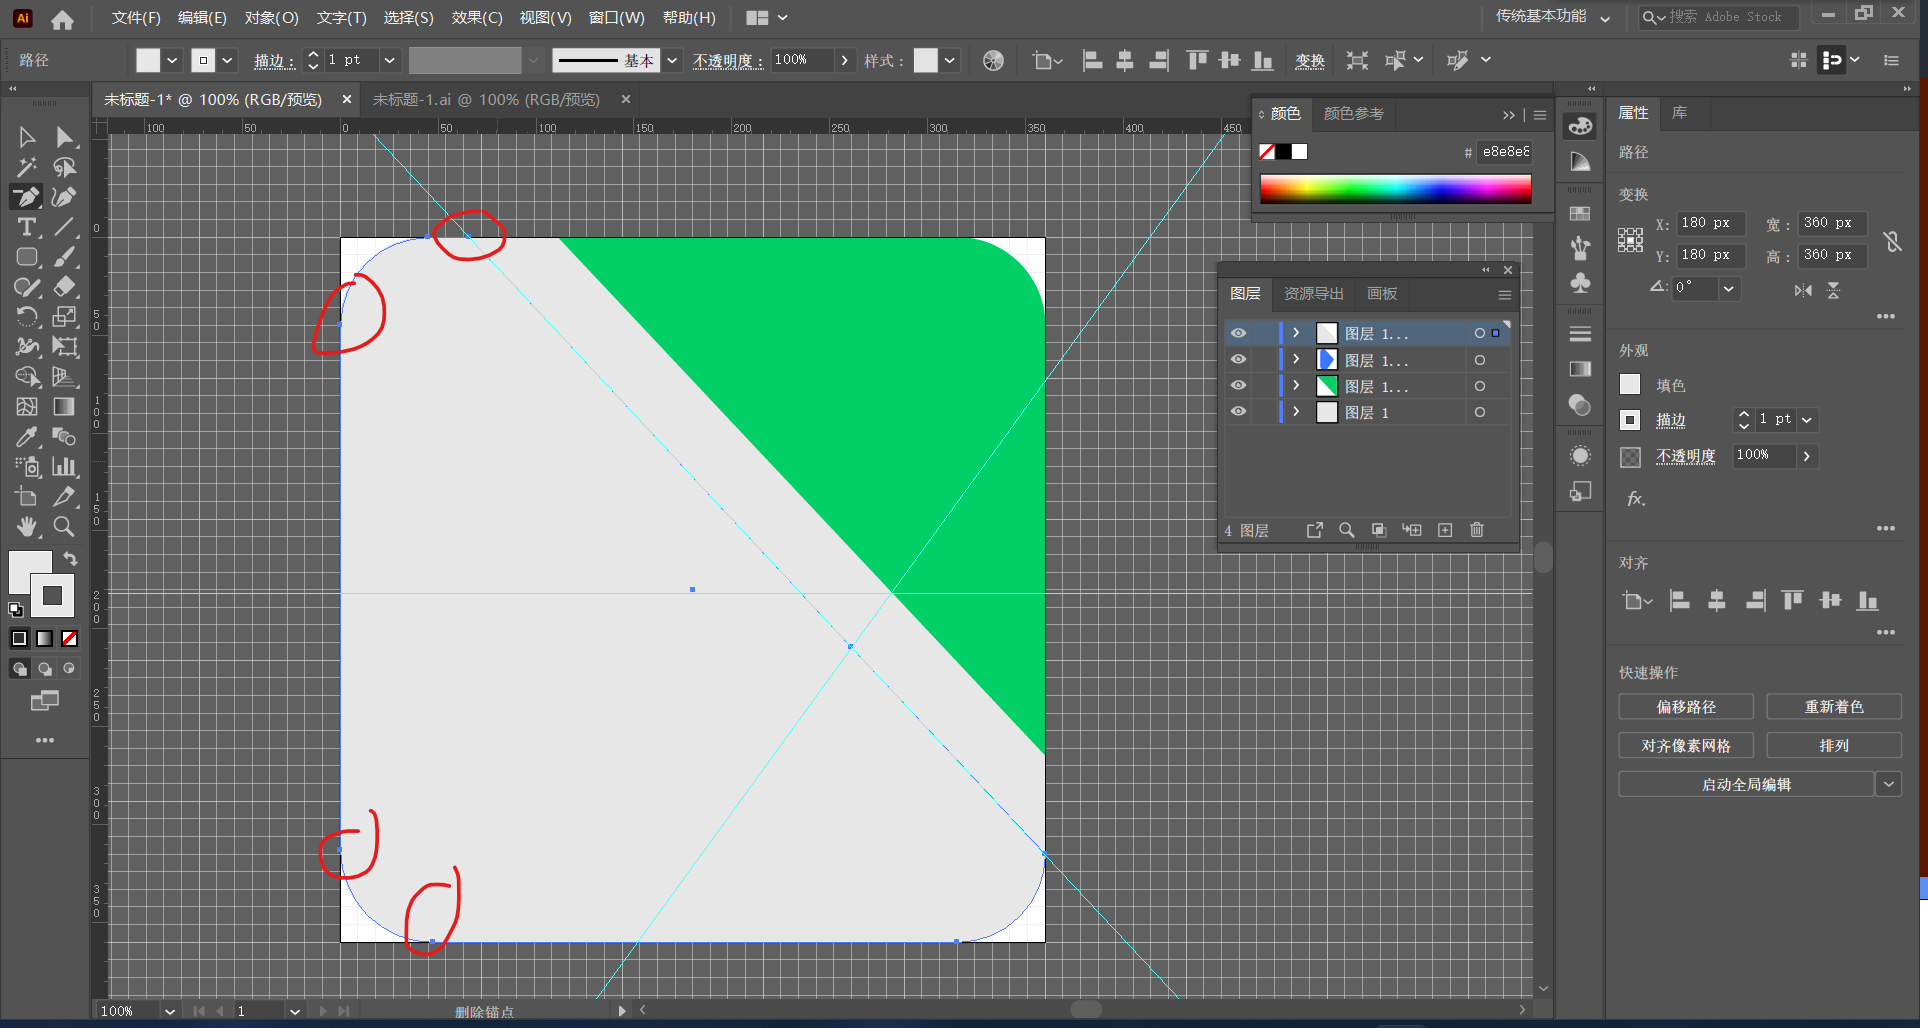 Ai 文件(F) 编辑(E) 对象(O) 文字(T) 选择(S) 效果(C) 视图(V) 窗口(W) 帮助(H) 传统基本功能 搜索 Adobe Stock
路径 描边: 1 pt 基本 不透明度: 100% 样式: 变换
未标题-1* @ 100% (RGB/预览) × 未标题-1.ai @ 100% (RGB/预览) ×
100 50 0 50 100 150 200 250 300 350 400 450
0
50
100
150
200
250
300
350
颜色 颜色参考
# e8e8e8
图层 资源导出 画板
图层 1...
图层 1...
图层 1...
图层 1
4 图层
属性 库
路径
变换
X: 180 px 宽: 360 px
Y: 180 px 高: 360 px
0°
外观
填色
描边 1 pt
不透明度 100%
fx.
对齐
快速操作
偏移路径 重新着色
对齐像素网格 排列
启动全局编辑
100% 1 删除锚点